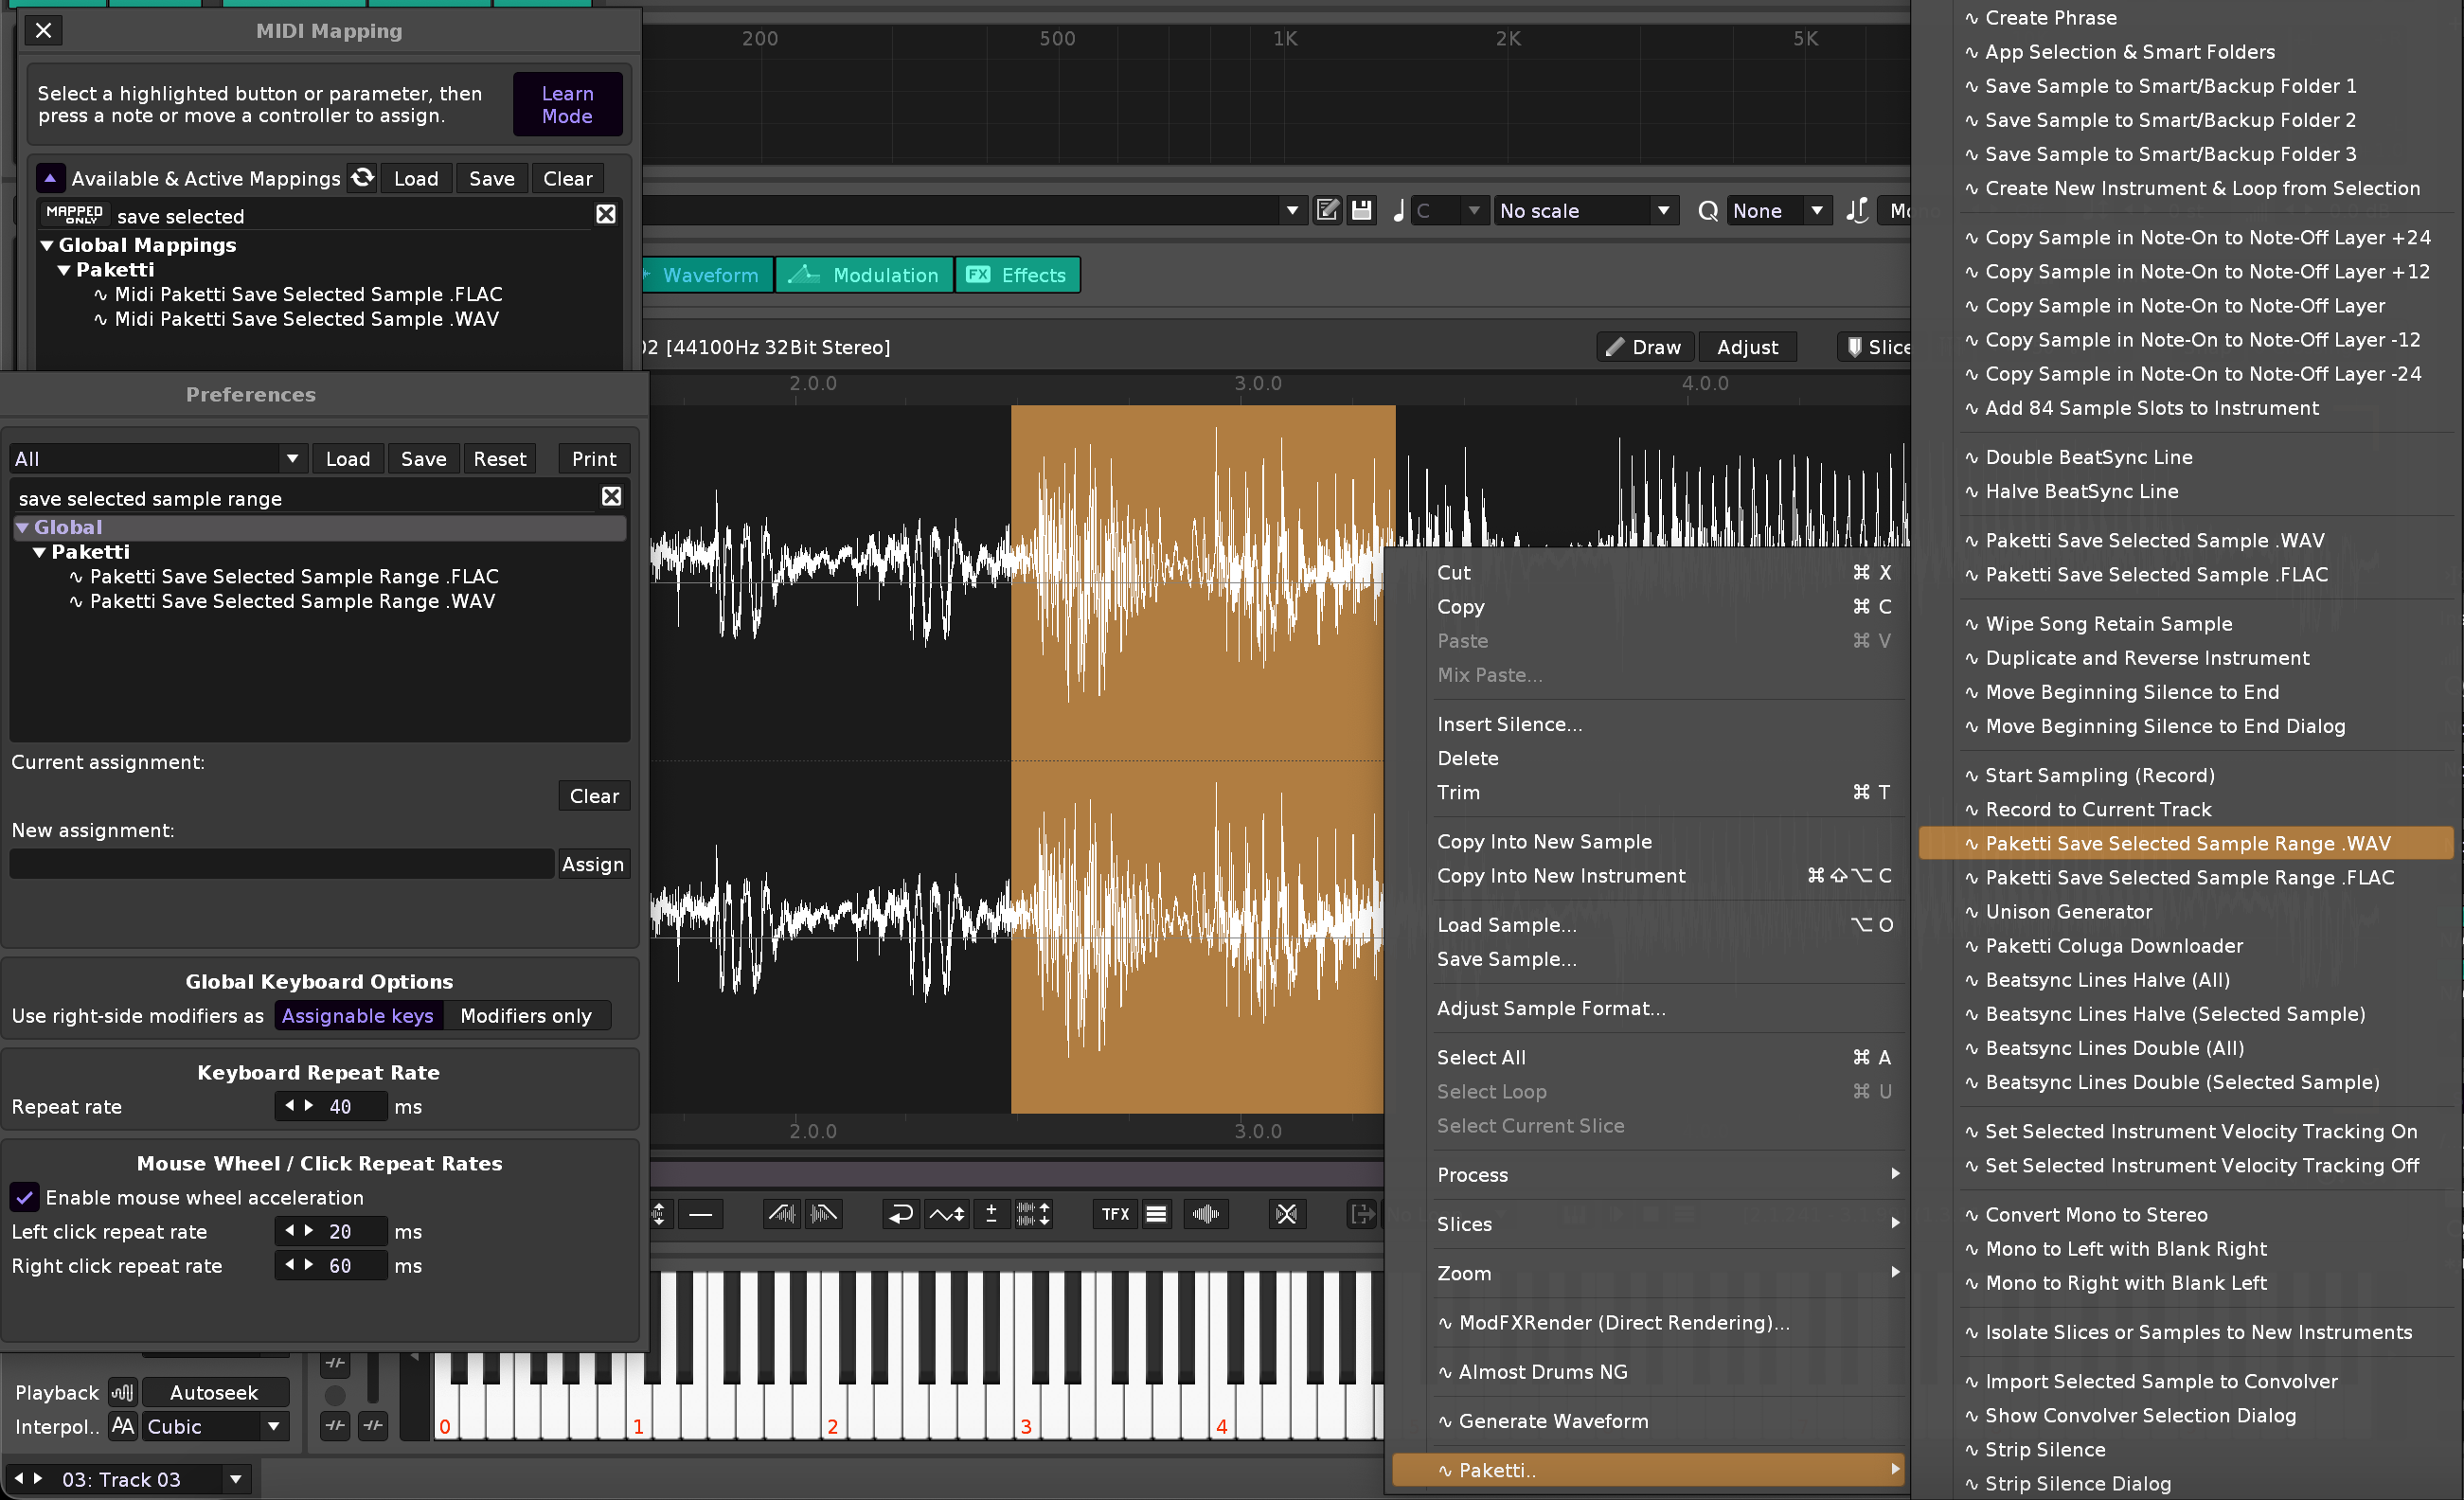 MIDI Mapping
Select a highlighted button or parameter, then
press a note or move a controller to assign.
Learn
Mode
Available & Active Mappings
Load
Save
Clear
MAPPED
ONLY
save selected
Global Mappings
Paketti
Midi Paketti Save Selected Sample .FLAC
Midi Paketti Save Selected Sample .WAV
Preferences
All
Load
Save
Reset
Print
save selected sample range
Global
Paketti
Paketti Save Selected Sample Range .FLAC
Paketti Save Selected Sample Range .WAV
Current assignment:
Clear
New assignment:
Assign
Global Keyboard Options
Use right-side modifiers as
Assignable keys
Modifiers only
Keyboard Repeat Rate
Repeat rate
40
ms
Mouse Wheel / Click Repeat Rates
Enable mouse wheel acceleration
Left click repeat rate
20
ms
Right click repeat rate
60
ms
Playback
Autoseek
Interpol..
AA
Cubic
03: Track 03
200
500
1K
2K
5K
C
No scale
Q
None
Waveform
Modulation
FX
Effects
02 [44100Hz 32Bit Stereo]
Draw
Adjust
Slice
2.0.0
3.0.0
4.0.0
2.0.0
3.0.0
TFX
0
1
2
3
4
Cut ⌘ X
Copy ⌘ C
Paste ⌘ V
Mix Paste...
Insert Silence...
Delete
Trim ⌘ T
Copy Into New Sample
Copy Into New Instrument ⌘⇧⌥ C
Load Sample... ⌥ O
Save Sample...
Adjust Sample Format...
Select All ⌘ A
Select Loop ⌘ U
Select Current Slice
Process
Slices
Zoom
ModFXRender (Direct Rendering)...
Almost Drums NG
Generate Waveform
Paketti..
Create Phrase
App Selection & Smart Folders
Save Sample to Smart/Backup Folder 1
Save Sample to Smart/Backup Folder 2
Save Sample to Smart/Backup Folder 3
Create New Instrument & Loop from Selection
Copy Sample in Note-On to Note-Off Layer +24
Copy Sample in Note-On to Note-Off Layer +12
Copy Sample in Note-On to Note-Off Layer
Copy Sample in Note-On to Note-Off Layer -12
Copy Sample in Note-On to Note-Off Layer -24
Add 84 Sample Slots to Instrument
Double BeatSync Line
Halve BeatSync Line
Paketti Save Selected Sample .WAV
Paketti Save Selected Sample .FLAC
Wipe Song Retain Sample
Duplicate and Reverse Instrument
Move Beginning Silence to End
Move Beginning Silence to End Dialog
Start Sampling (Record)
Record to Current Track
Paketti Save Selected Sample Range .WAV
Paketti Save Selected Sample Range .FLAC
Unison Generator
Paketti Coluga Downloader
Beatsync Lines Halve (All)
Beatsync Lines Halve (Selected Sample)
Beatsync Lines Double (All)
Beatsync Lines Double (Selected Sample)
Set Selected Instrument Velocity Tracking On
Set Selected Instrument Velocity Tracking Off
Convert Mono to Stereo
Mono to Left with Blank Right
Mono to Right with Blank Left
Isolate Slices or Samples to New Instruments
Import Selected Sample to Convolver
Show Convolver Selection Dialog
Strip Silence
Strip Silence Dialog